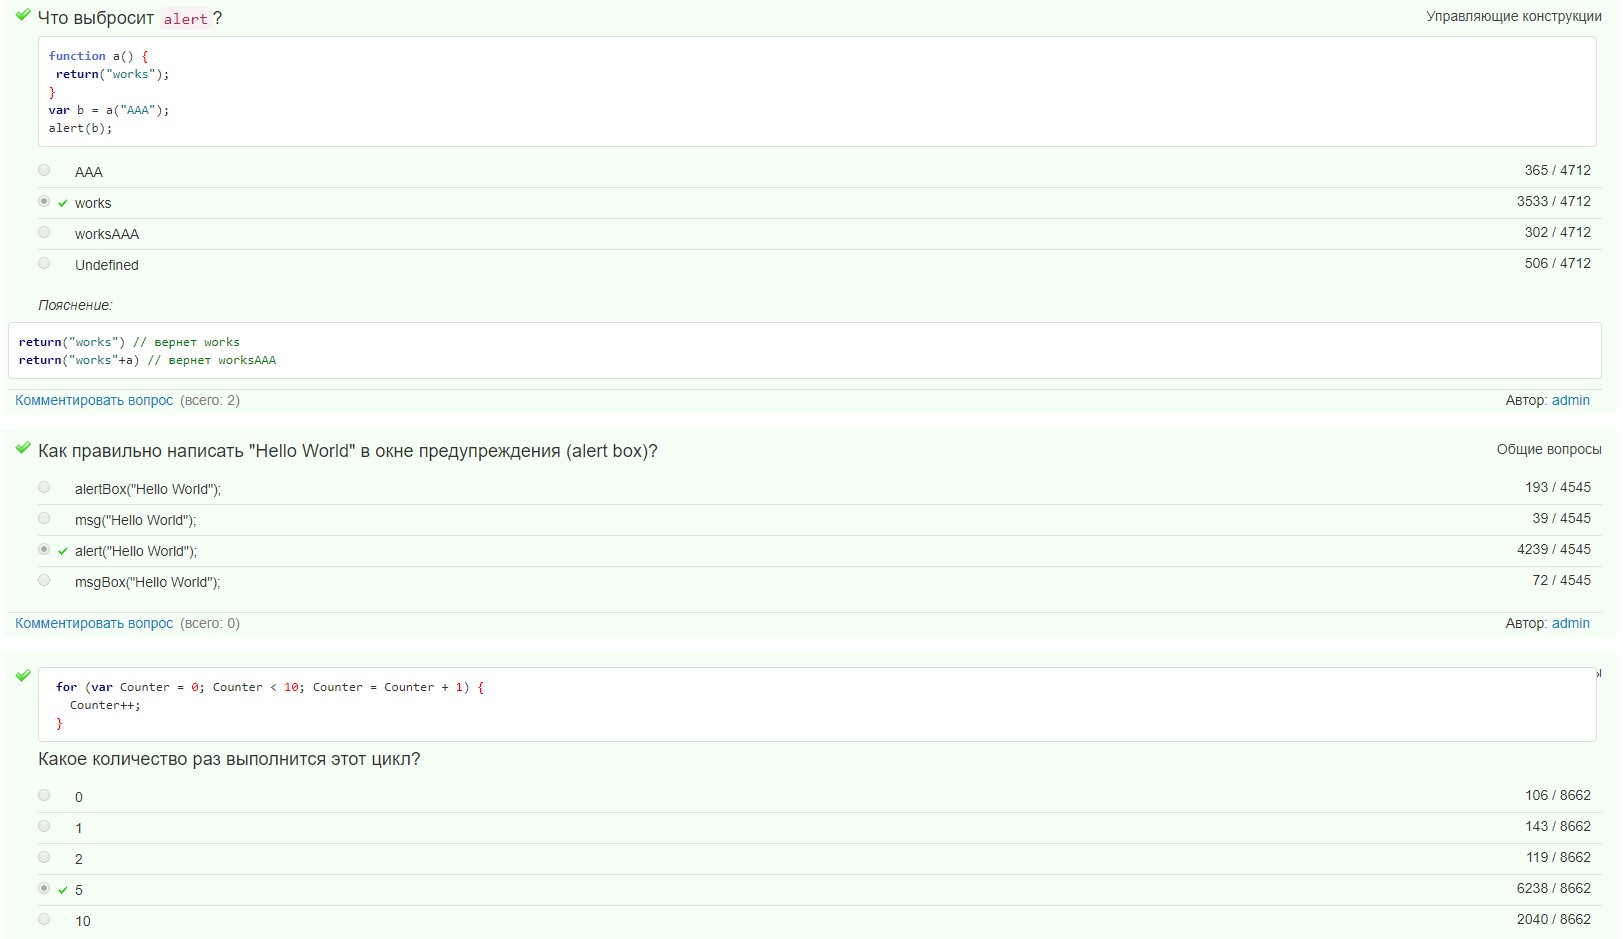 Что выбросит alert ?
Управляющие конструкции
function a() {
return("works");
}
var b = a("AAA");
alert(b);
AAA 365 / 4712
works 3533 / 4712
worksAAA 302 / 4712
Undefined 506 / 4712
Пояснение:
return("works") // вернет works
return("works"+a) // вернет worksAAA
Комментировать вопрос (всего: 2) Автор: admin
Как правильно написать "Hello World" в окне предупреждения (alert box)?
Общие вопросы
alertBox("Hello World"); 193 / 4545
msg("Hello World"); 39 / 4545
alert("Hello World"); 4239 / 4545
msgBox("Hello World"); 72 / 4545
Комментировать вопрос (всего: 0) Автор: admin
for (var Counter = 0; Counter < 10; Counter = Counter + 1) {
Counter++;
}
Какое количество раз выполнится этот цикл?
0 106 / 8662
1 143 / 8662
2 119 / 8662
5 6238 / 8662
10 2040 / 8662